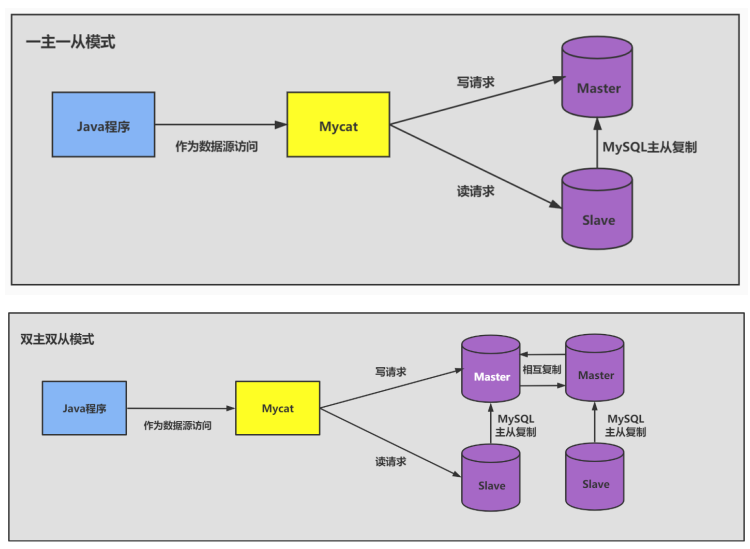 一主一从模式
Java程序
作为数据源访问
Mycat
写请求
读请求
Master
MySQL主从复制
Slave
双主双从模式
Java程序
作为数据源访问
Mycat
写请求
读请求
Master
相互复制
Master
MySQL
主从复制
MySQL
主从复制
Slave
Slave